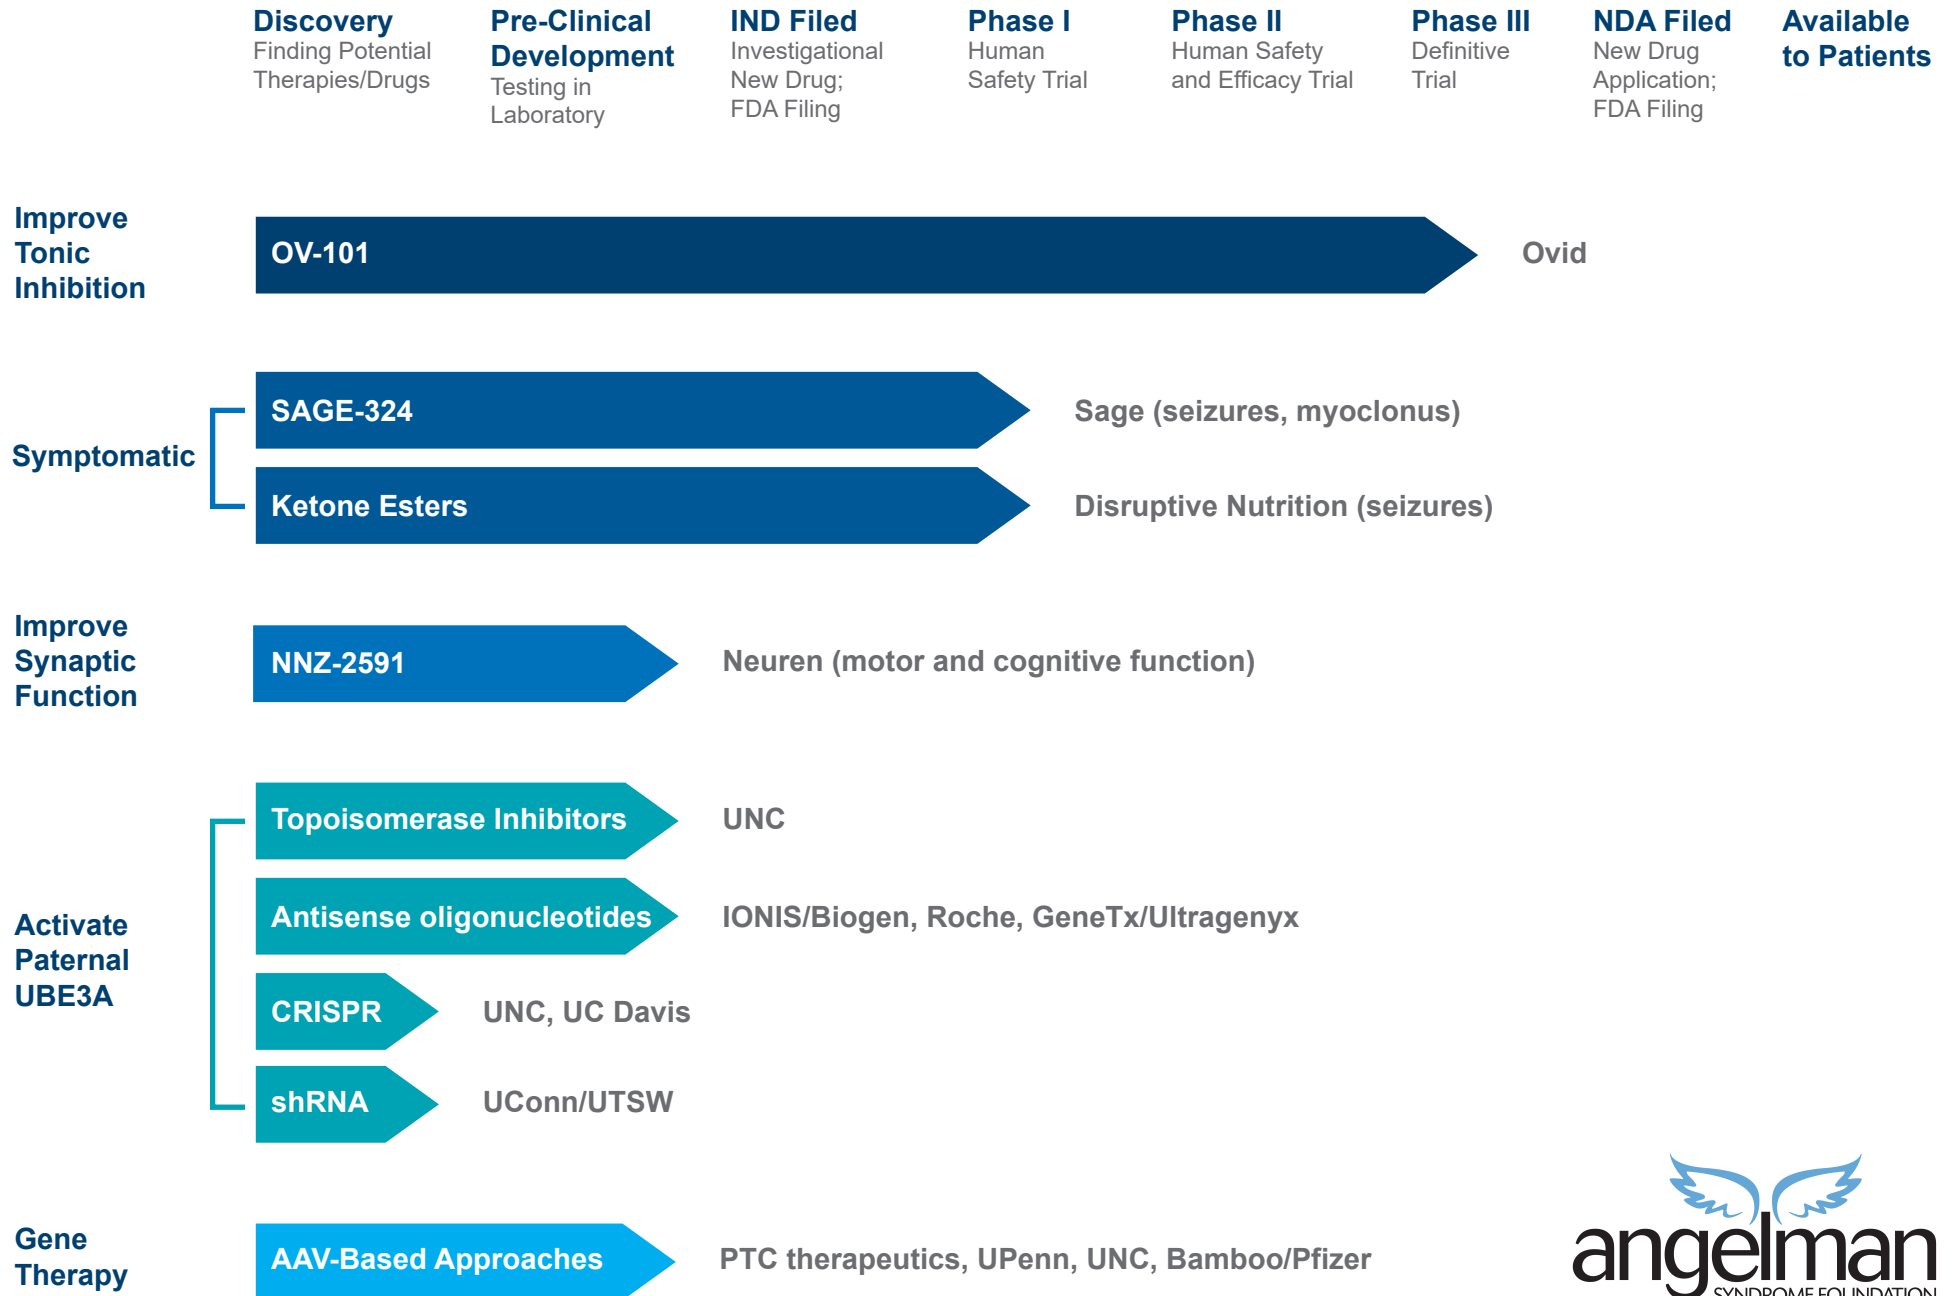 Discovery
Finding Potential
Therapies/Drugs
Pre-Clinical
Development
Testing in
Laboratory
IND Filed
Investigational
New Drug;
FDA Filing
Phase I
Human
Safety Trial
Phase II
Human Safety
and Efficacy Trial
Phase III
Definitive
Trial
NDA Filed
New Drug
Application;
FDA Filing
Available
to Patients
Improve
Tonic
Inhibition
OV-101
Ovid
Symptomatic
SAGE-324
Sage (seizures, myoclonus)
Ketone Esters
Disruptive Nutrition (seizures)
Improve
Synaptic
Function
NNZ-2591
Neuren (motor and cognitive function)
Activate
Paternal
UBE3A
Topoisomerase Inhibitors
UNC
Antisense oligonucleotides
IONIS/Biogen, Roche, GeneTx/Ultragenyx
CRISPR
UNC, UC Davis
shRNA
UConn/UTSW
Gene
Therapy
AAV-Based Approaches
PTC therapeutics, UPenn, UNC, Bamboo/Pfizer
angelman
SYNDROME FOUNDATION